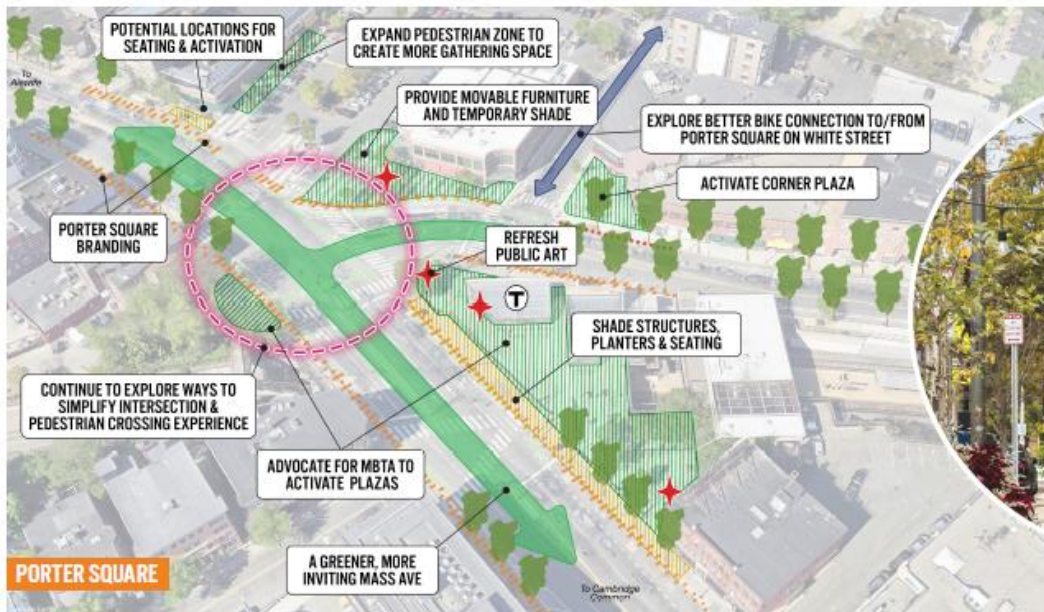 POTENTIAL LOCATIONS FOR
SEATING & ACTIVATION
EXPAND PEDESTRIAN ZONE TO
CREATE MORE GATHERING SPACE
To
Alewife
PROVIDE MOVABLE FURNITURE
AND TEMPORARY SHADE
EXPLORE BETTER BIKE CONNECTION TO/FROM
PORTER SQUARE ON WHITE STREET
ACTIVATE CORNER PLAZA
PORTER SQUARE
BRANDING
REFRESH
PUBLIC ART
T
SHADE STRUCTURES,
PLANTERS & SEATING
CONTINUE TO EXPLORE WAYS TO
SIMPLIFY INTERSECTION &
PEDESTRIAN CROSSING EXPERIENCE
ADVOCATE FOR MBTA TO
ACTIVATE PLAZAS
A GREENER, MORE
INVITING MASS AVE
PORTER SQUARE
To Cambridge
Common